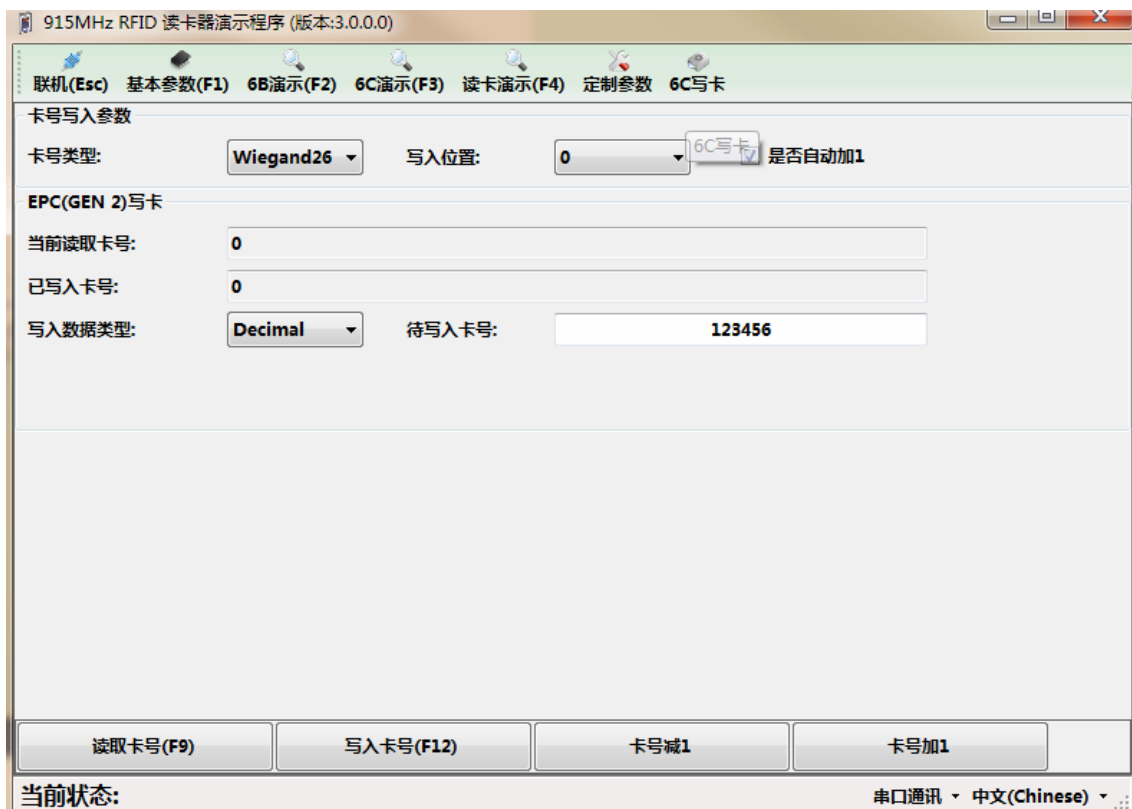 915MHz RFID 读卡器演示程序 (版本:3.0.0.0)
联机(Esc) 基本参数(F1) 6B演示(F2) 6C演示(F3) 读卡演示(F4) 定制参数 6C写卡
卡号写入参数
卡号类型: Wiegand26 写入位置: 0 6C写卡 是否自动加1
EPC(GEN 2)写卡
当前读取卡号: 0
已写入卡号: 0
写入数据类型: Decimal 待写入卡号: 123456
读取卡号(F9) 写入卡号(F12) 卡号减1 卡号加1
当前状态: 串口通讯 中文(Chinese)